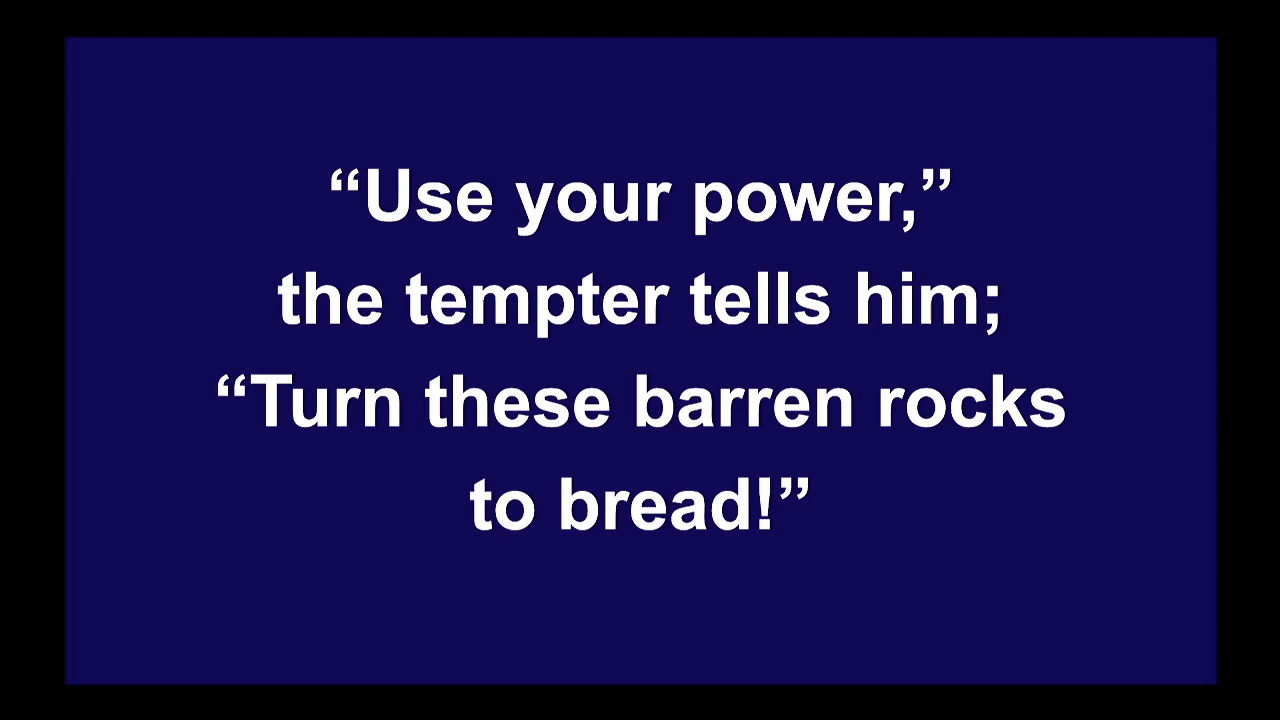 “Use your power,”
the tempter tells him;
“Turn these barren rocks
to bread!”